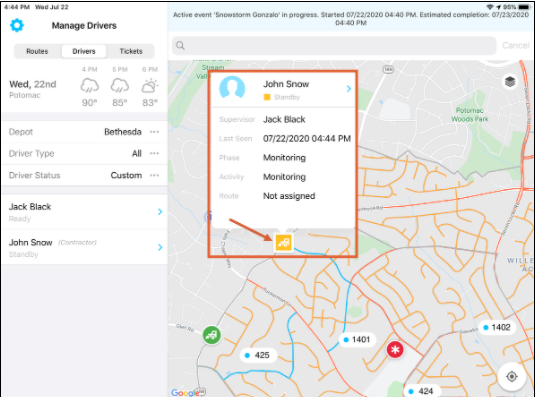 4:44 PM Wed Jul 22
95%
Manage Drivers
Active event 'Snowstorm Gonzalo' in progress. Started 07/22/2020 04:40 PM. Estimated completion: 07/23/2020
04:40 PM
Routes Drivers Tickets
Cancel
Wed, 22nd
Potomac
4 PM 5 PM 6 PM
90° 85° 83°
Depot Bethesda
Driver Type All
Driver Status Custom
Jack Black
Ready
John Snow (Contractor)
Standby
John Snow
Standby
Supervisor Jack Black
Last Seen 07/22/2020 04:44 PM
Phase Monitoring
Activity Monitoring
Route Not assigned
Stream
Potomac
Woods Park
WILLE
1402
1401
425
424
Google